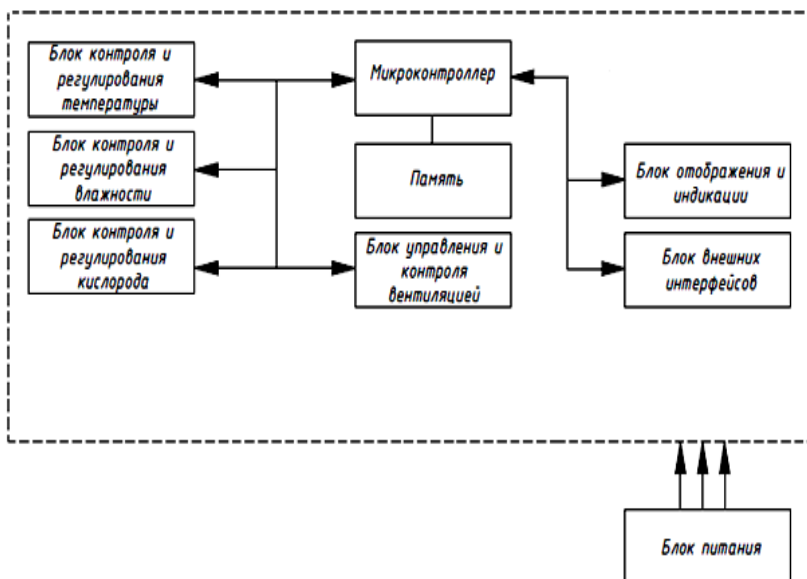 Блок контроля и
регулирования
температуры
Микроконтроллер
Блок контроля и
регулирования
влажности
Память
Блок отображения и
индикации
Блок контроля и
регулирования
кислорода
Блок управления и
контроля
вентиляцией
Блок внешних
интерфейсов
Блок питания